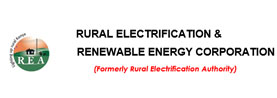 RURAL ELECTRIFICATION &
RENEWABLE ENERGY CORPORATION
(Formerly Rural Electrification Authority)
R.E.A